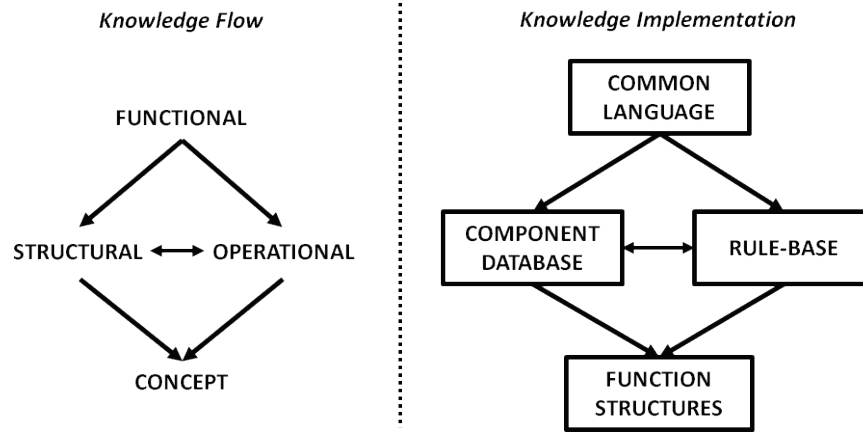 Knowledge Flow
FUNCTIONAL
STRUCTURAL
OPERATIONAL
CONCEPT
Knowledge Implementation
COMMON
LANGUAGE
COMPONENT
DATABASE
RULE-BASE
FUNCTION
STRUCTURES